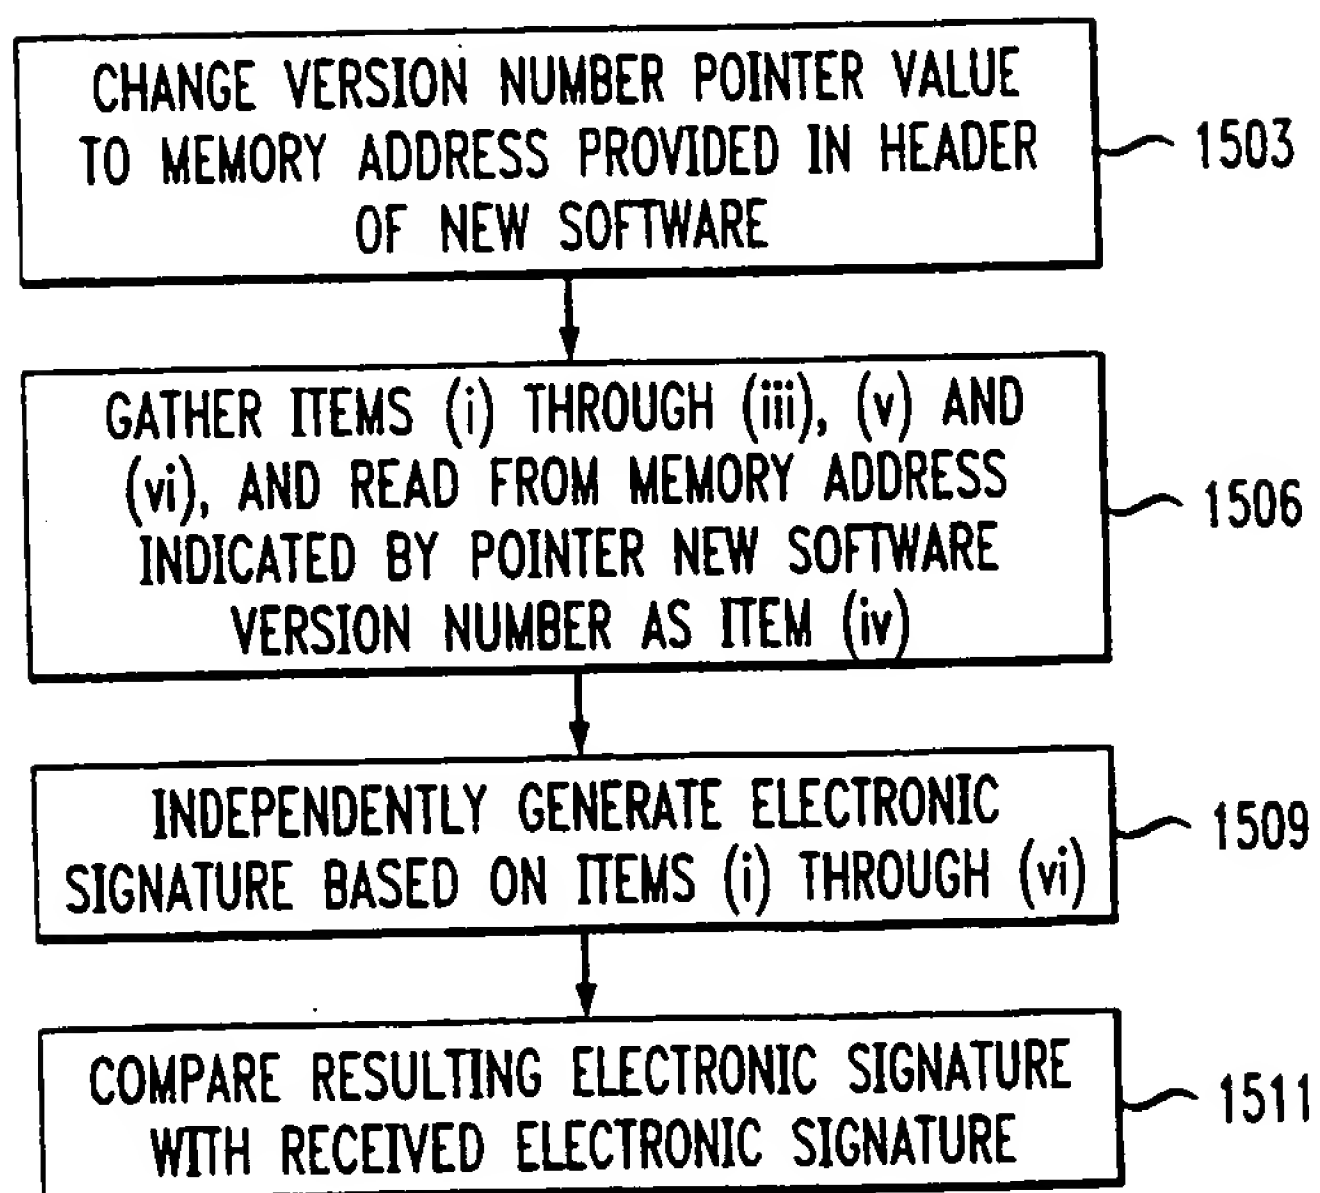 CHANGE VERSION NUMBER POINTER VALUE
TO MEMORY ADDRESS PROVIDED IN HEADER
OF NEW SOFTWARE
1503
GATHER ITEMS (i) THROUGH (iii), (v) AND
(vi), AND READ FROM MEMORY ADDRESS
INDICATED BY POINTER NEW SOFTWARE
VERSION NUMBER AS ITEM (iv)
1506
INDEPENDENTLY GENERATE ELECTRONIC
SIGNATURE BASED ON ITEMS (i) THROUGH (vi)
1509
COMPARE RESULTING ELECTRONIC SIGNATURE
WITH RECEIVED ELECTRONIC SIGNATURE
1511